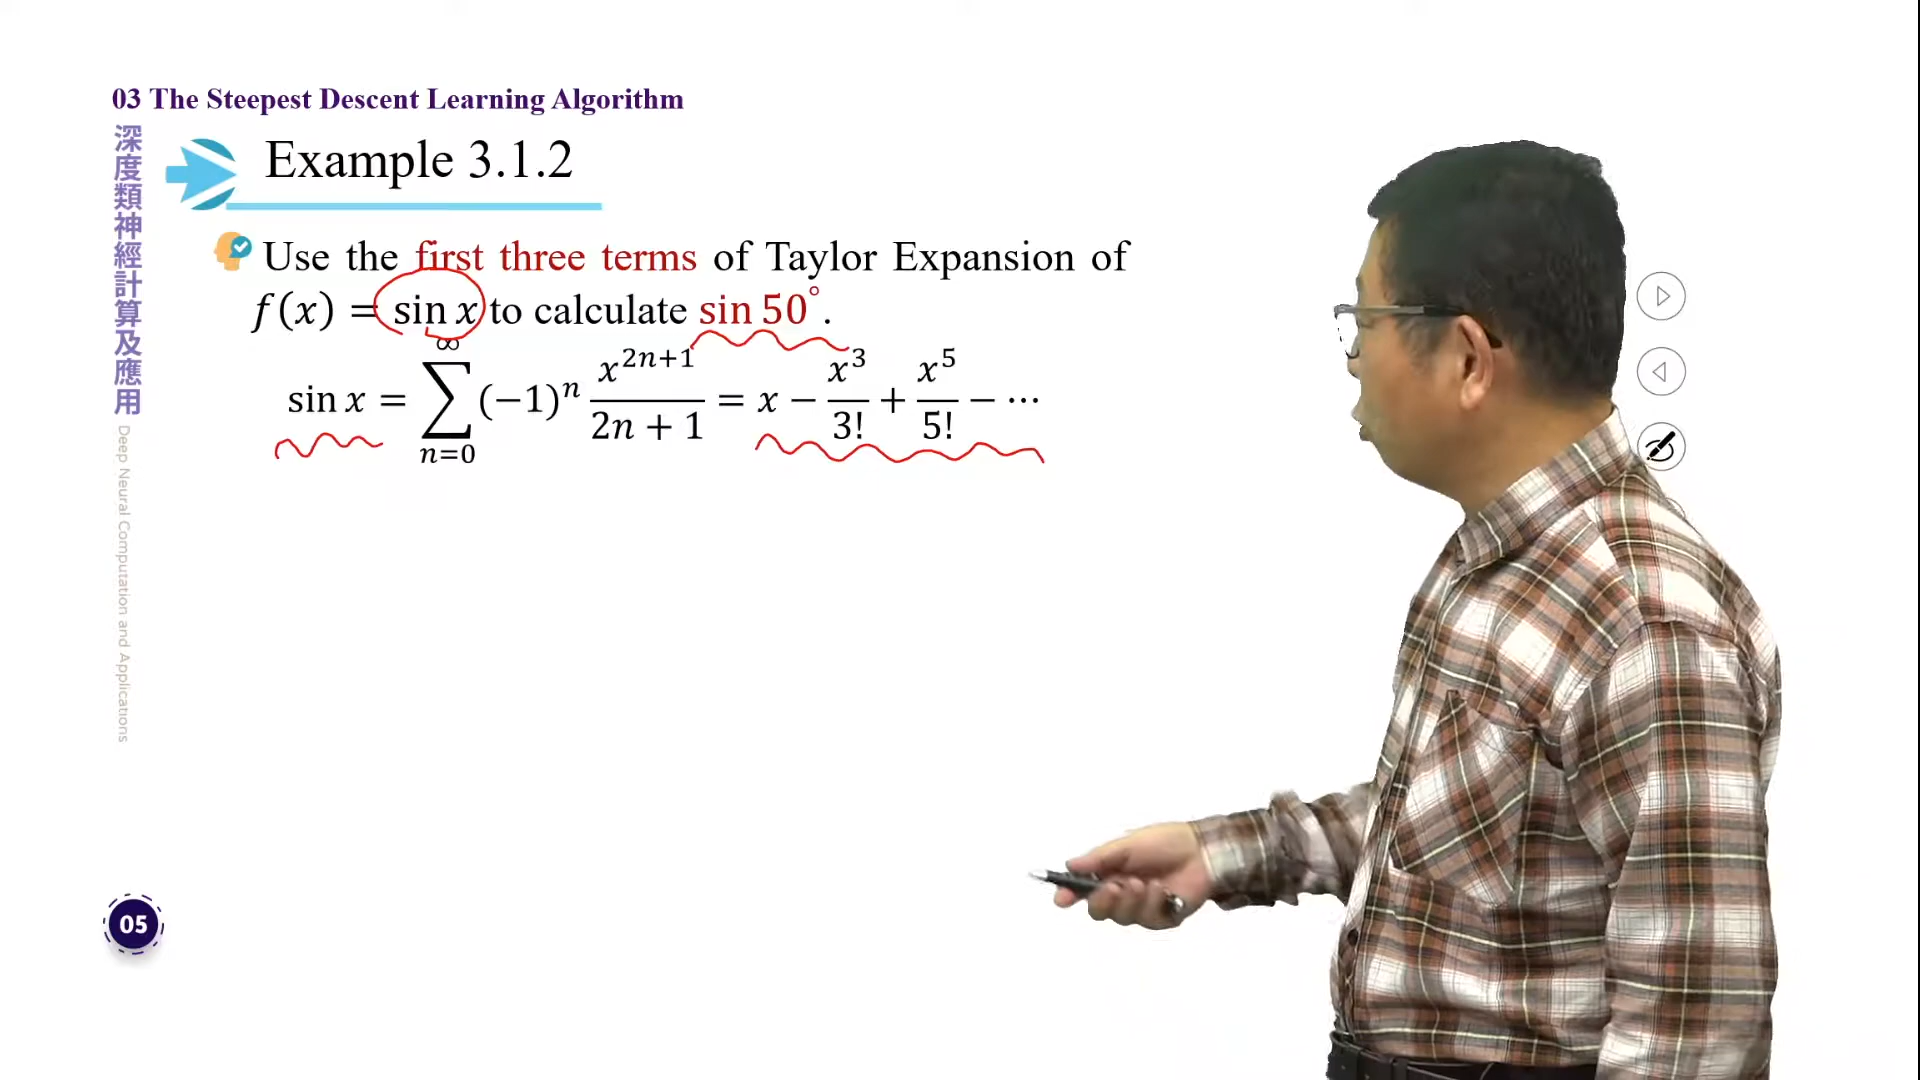 03 The Steepest Descent Learning Algorithm
深度類神經計算及應用
Deep Neural Computation and Applications
Example 3.1.2
Use the first three terms of Taylor Expansion of
f(x) = sin x to calculate sin 50°.
sin x = ∑_{n=0}^{∞} (−1)^n x^{2n+1}/(2n + 1) = x − x^3/3! + x^5/5! − ⋯
05